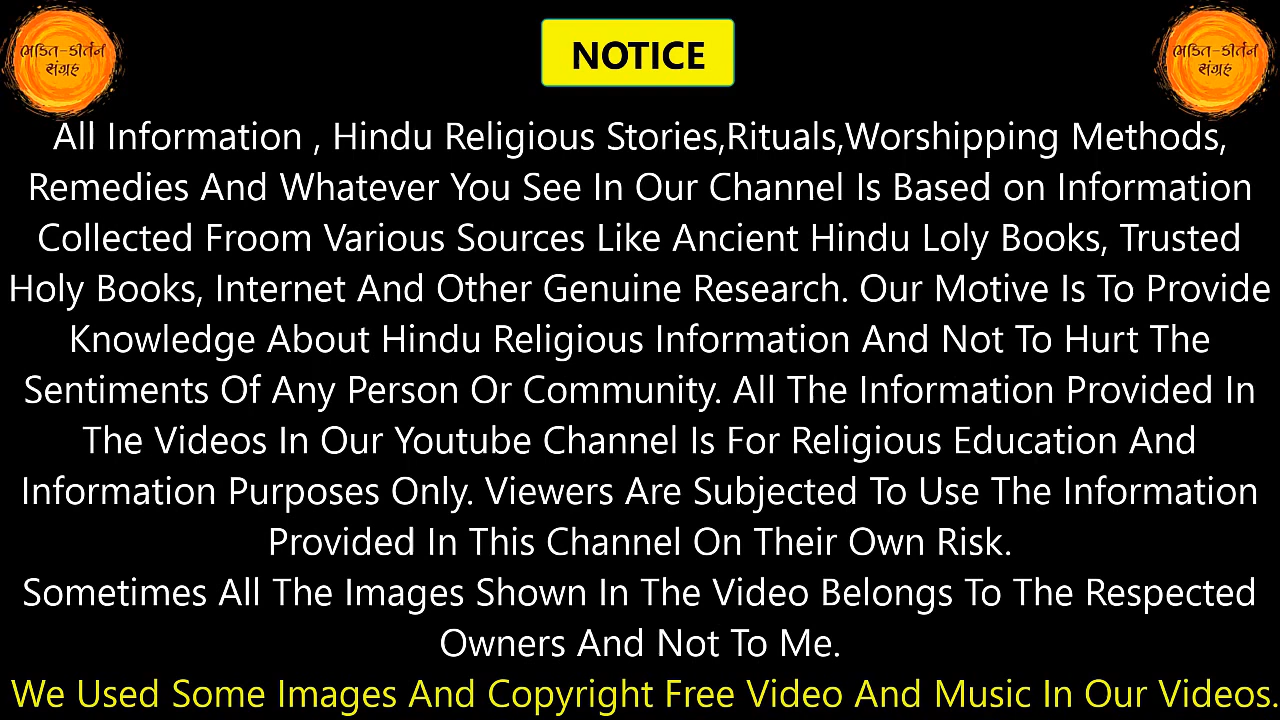 ભક્તિ-કીર્તન
સંગ્રહ
NOTICE
ભક્તિ-કીર્તન
સંગ્રહ
All Information , Hindu Religious Stories,Rituals,Worshipping Methods,
Remedies And Whatever You See In Our Channel Is Based on Information
Collected Froom Various Sources Like Ancient Hindu Loly Books, Trusted
Holy Books, Internet And Other Genuine Research. Our Motive Is To Provide
Knowledge About Hindu Religious Information And Not To Hurt The
Sentiments Of Any Person Or Community. All The Information Provided In
The Videos In Our Youtube Channel Is For Religious Education And
Information Purposes Only. Viewers Are Subjected To Use The Information
Provided In This Channel On Their Own Risk.
Sometimes All The Images Shown In The Video Belongs To The Respected
Owners And Not To Me.
We Used Some Images And Copyright Free Video And Music In Our Videos.